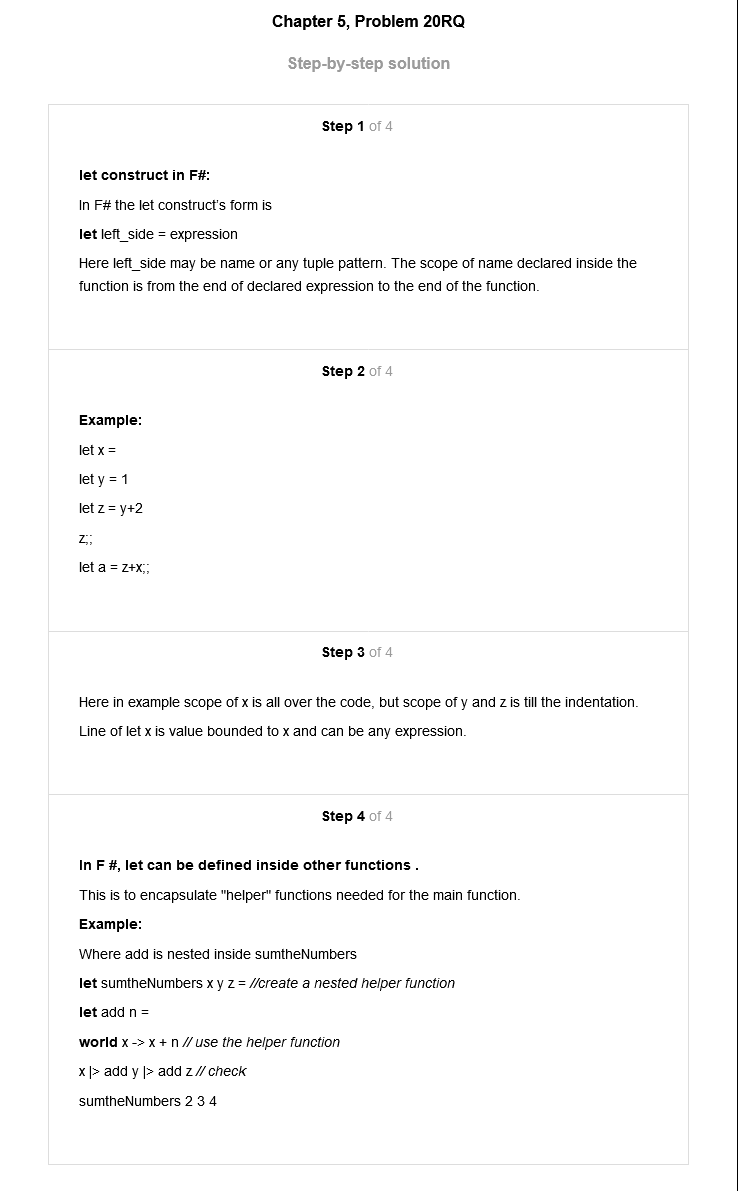 Chapter 5, Problem 20RQ
Step-by-step solution
Step 1 of 4
let construct in F#:
In F# the let construct's form is
let left_side = expression
Here left_side may be name or any tuple pattern. The scope of name declared inside the
function is from the end of declared expression to the end of the function.
Step 2 of 4
Example:
let x =
let y = 1
let z = y+2
z;;
let a = z+x;;
Step 3 of 4
Here in example scope of x is all over the code, but scope of y and z is till the indentation.
Line of let x is value bounded to x and can be any expression.
Step 4 of 4
In F #, let can be defined inside other functions .
This is to encapsulate "helper" functions needed for the main function.
Example:
Where add is nested inside sumtheNumbers
let sumtheNumbers x y z = //create a nested helper function
let add n =
world x -> x + n // use the helper function
x |> add y |> add z // check
sumtheNumbers 2 3 4